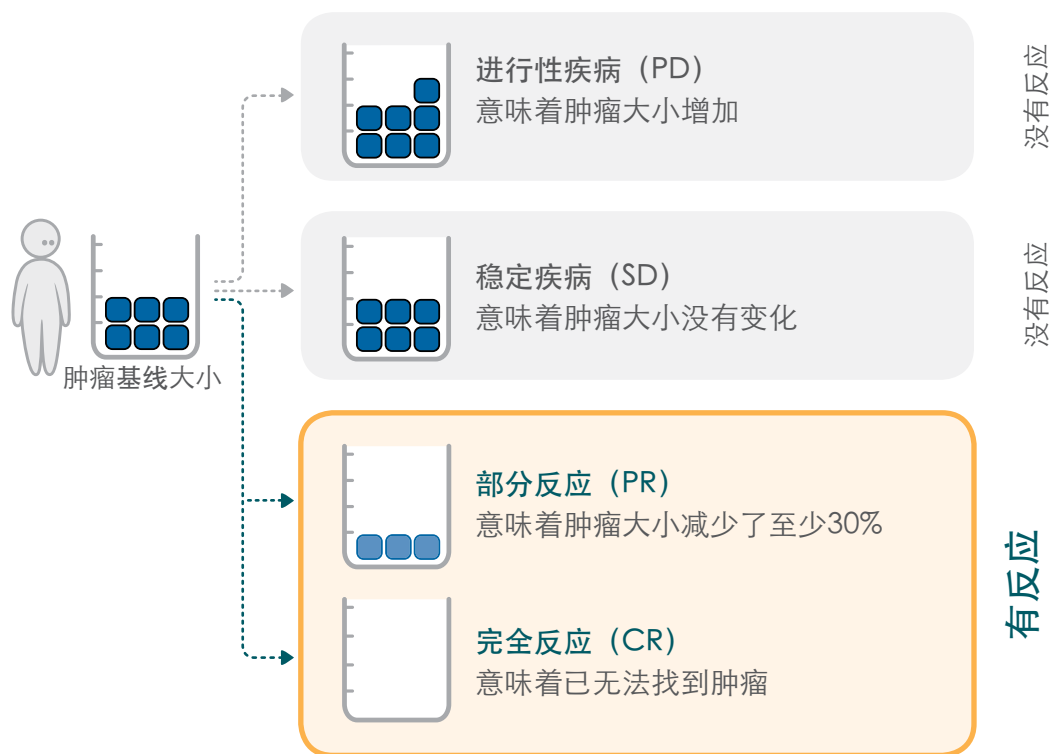 进行性疾病（PD）
意味着肿瘤大小增加
没有反应
稳定疾病（SD）
意味着肿瘤大小没有变化
没有反应
肿瘤基线大小
部分反应（PR）
意味着肿瘤大小减少了至少30%
有反应
完全反应（CR）
意味着已无法找到肿瘤